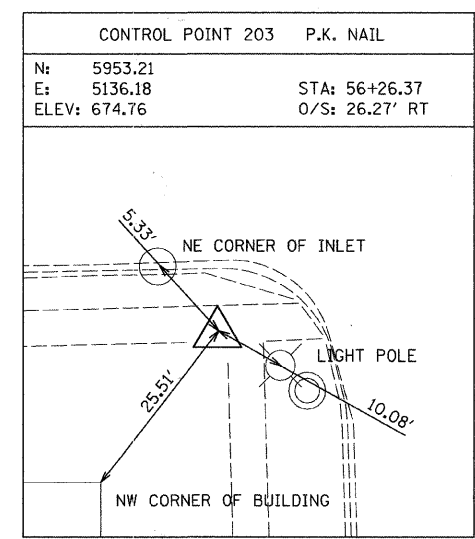 CONTROL POINT 203 P.K. NAIL
N: 5953.21
E: 5136.18 STA: 56+26.37
ELEV: 674.76 O/S: 26.27' RT
5.33'
NE CORNER OF INLET
LIGHT POLE
25.51'
10.08'
NW CORNER OF BUILDING